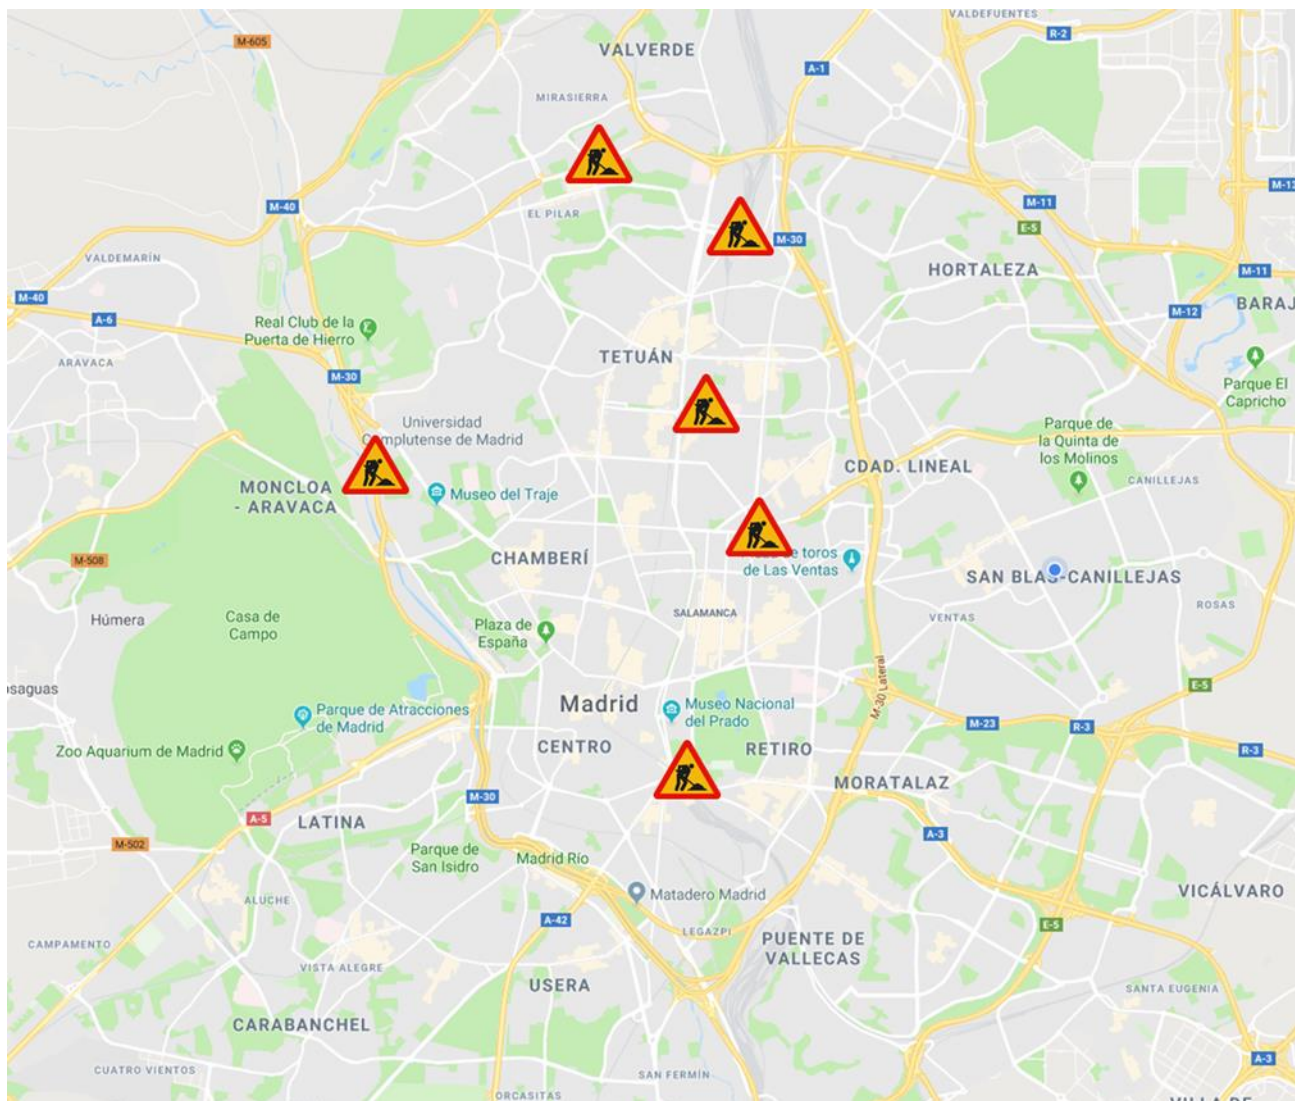 VALDEFUENTES
M-605
R-2
VALVERDE
A-1
MIRASIERRA
M-40
EL PILAR
M-11
M-30
E-5
VALDEMARÍN
HORTALEZA
M-11
M-40
A-6
M-12
BARAJ
Real Club de la
Puerta de Hierro
TETUÁN
ARAVACA
M-30
Parque El
Capricho
Universidad
Complutense de Madrid
Parque de
la Quinta de
los Molinos
CDAD. LINEAL
CANILLEJAS
MONCLOA
- ARAVACA
Museo del Traje
M-508
CHAMBERÍ
de toros
de Las Ventas
SAN BLAS-CANILLEJAS
ROSAS
Húmera
Casa de
Campo
SALAMANCA
VENTAS
Plaza de
España
osaguas
M-30 Lateral
E-5
Parque de Atracciones
de Madrid
Madrid
Museo Nacional
del Prado
M-23
R-3
R-3
Zoo Aquarium de Madrid
CENTRO
RETIRO
MORATALAZ
M-30
A-5
LATINA
A-3
M-502
Parque de
San Isidro
Madrid Río
Matadero Madrid
VICÁLVARO
ALUCHE
A-42
LEGAZPI
E-5
CAMPAMENTO
PUENTE DE
VALLECAS
VISTA ALEGRE
USERA
SANTA EUGENIA
CARABANCHEL
A-3
CUATRO VIENTOS
SAN FERMÍN
ORCASITAS
VILLA DE